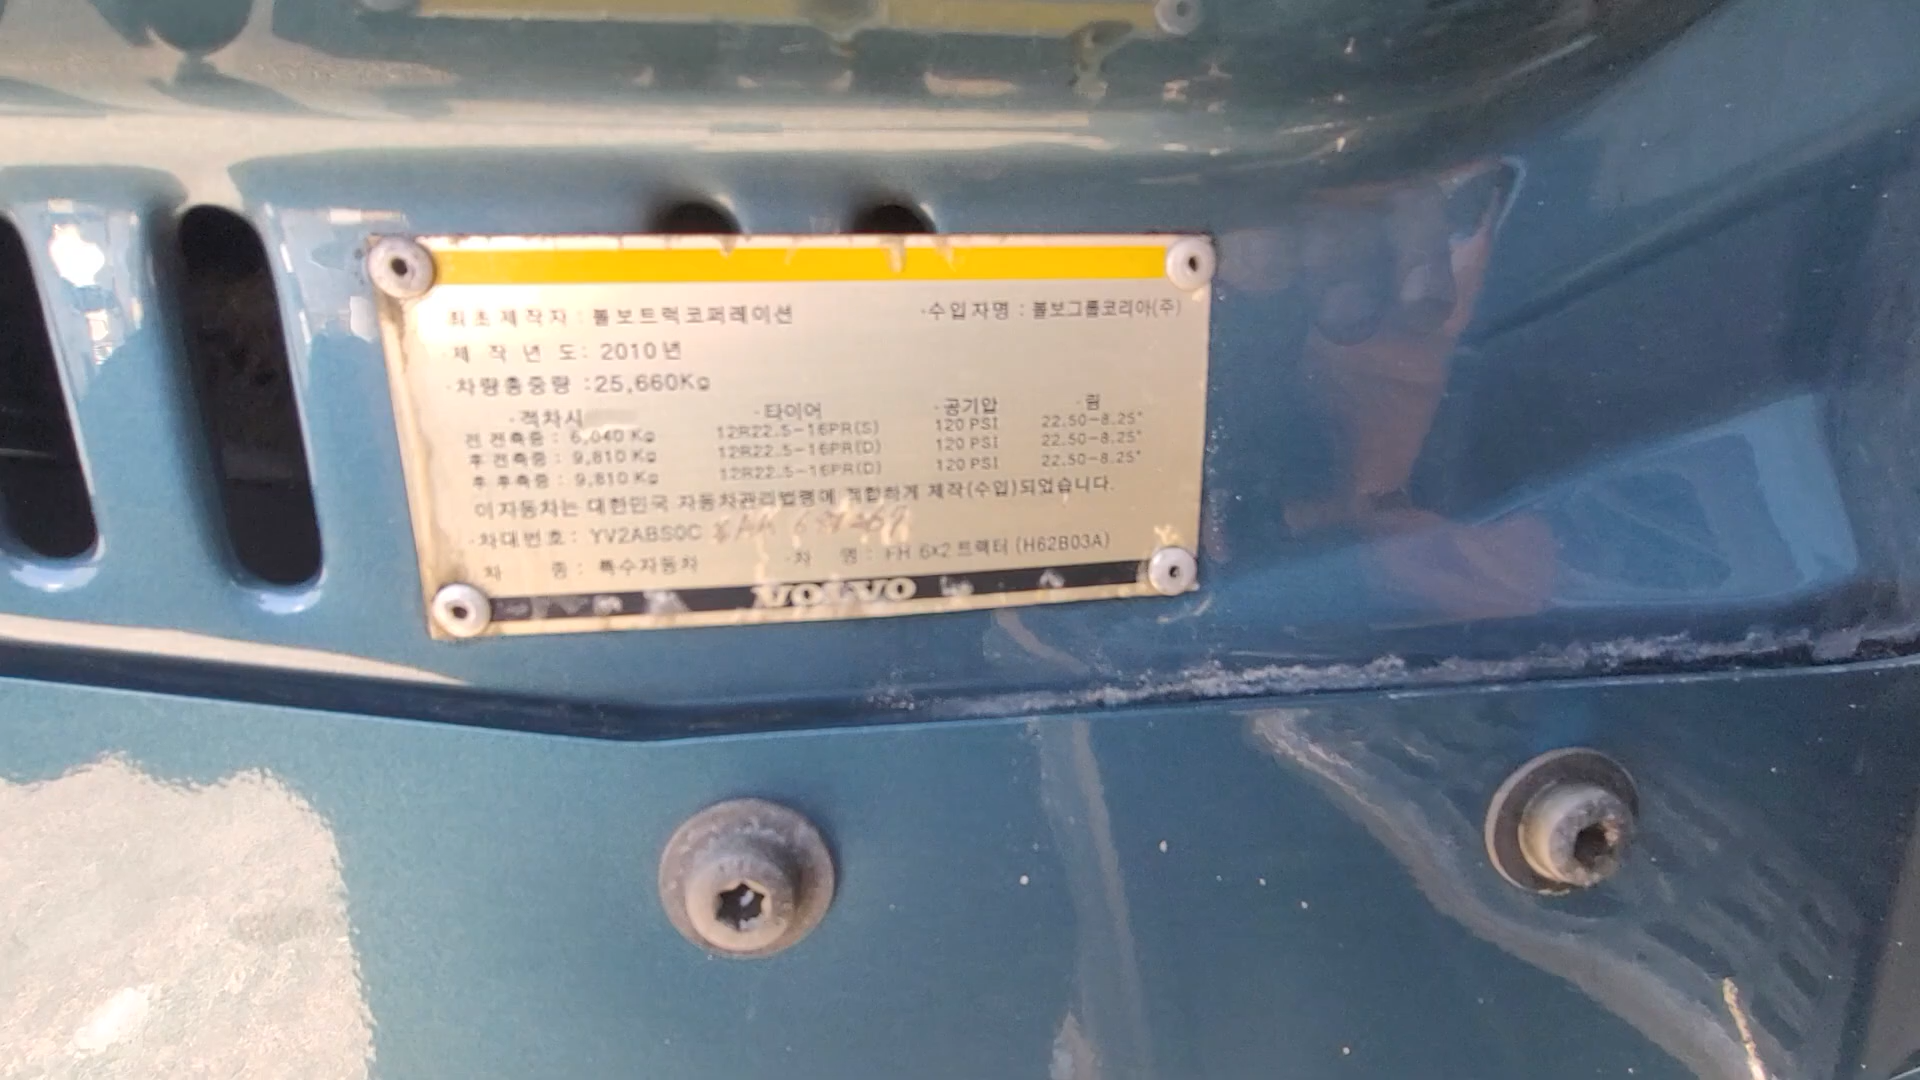 최초제작자 : 볼보트럭코퍼레이션 ·수입자명 : 볼보그룹코리아(주)
·제 작 년 도 : 2010년
·차량총중량 : 25,660Kg
·적차시 ·타이어 ·공기압 ·림
전 전축중 : 6,040 Kg 12R22.5-16PR(S) 120 PSI 22.50-8.25"
후 전축중 : 9,810 Kg 12R22.5-16PR(D) 120 PSI 22.50-8.25"
후 후축중 : 9,810 Kg 12R22.5-16PR(D) 120 PSI 22.50-8.25"
이자동차는 대한민국 자동차관리법령에 적합하게 제작(수입)되었습니다.
·차대번호 : YV2ABS0C
차 종 : 특수자동차 ·차 명 : FH 6x2 트랙터 (H62B03A)
VOLVO